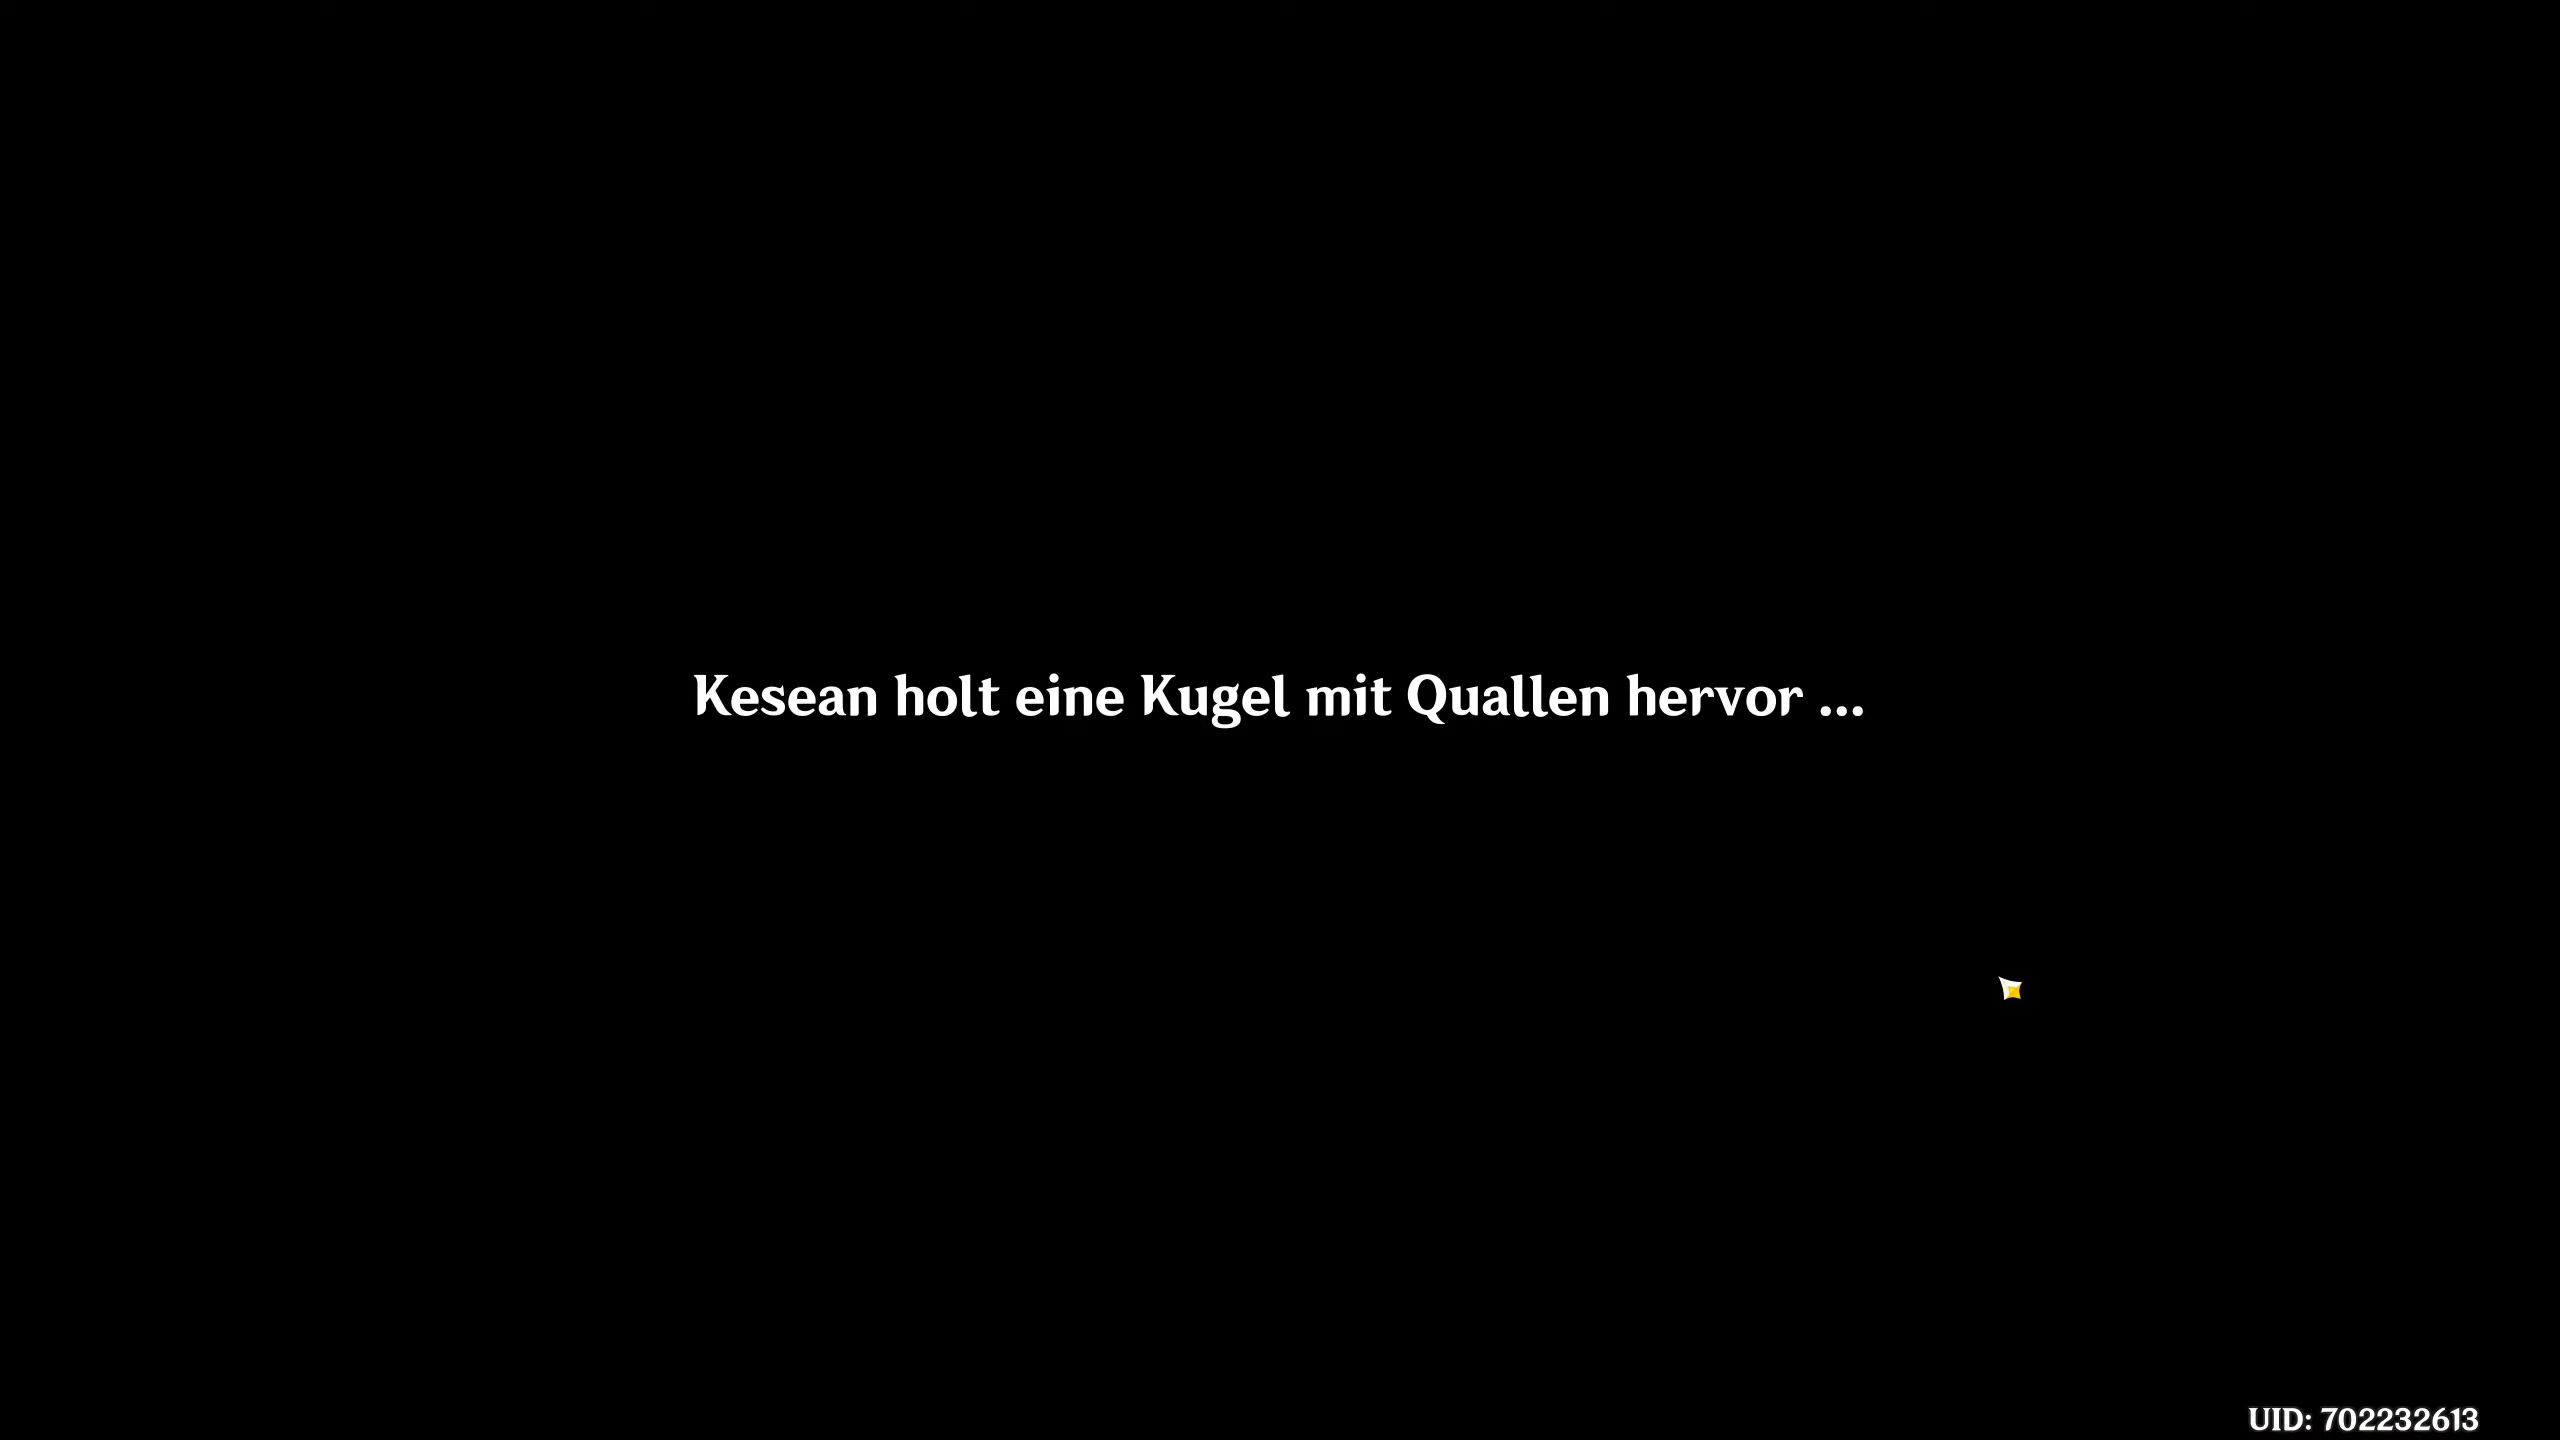 Kesean holt eine Kugel mit Quallen hervor ...
UID: 702232613